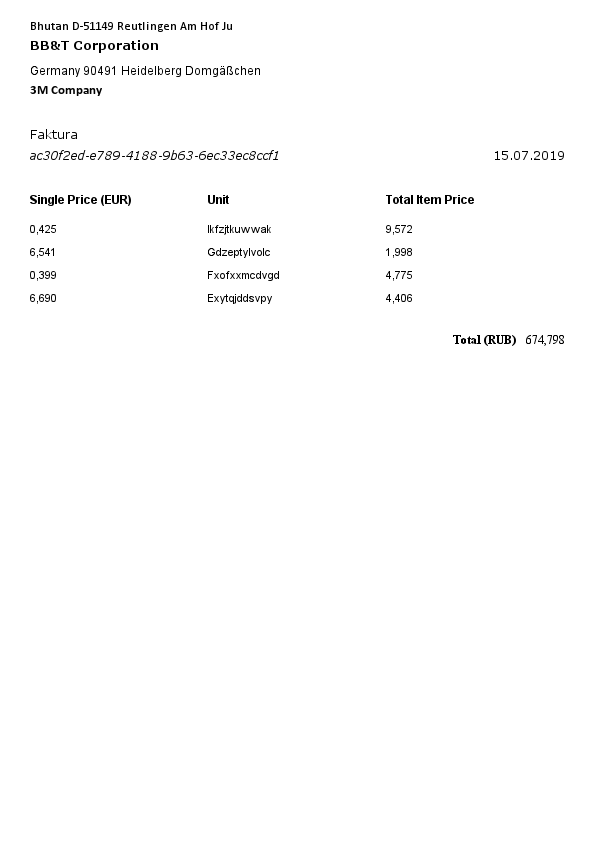 Bhutan D-51149 Reutlingen Am Hof Ju
BB&T Corporation
Germany 90491 Heidelberg Domgäßchen
3M Company
Faktura
ac30f2ed-e789-4188-9b63-6ec33ec8ccf1 15.07.2019
Single Price (EUR) Unit Total Item Price
0,425 Ikfzjtkuwwak 9,572
6,541 Gdzeptylvolc 1,998
0,399 Fxofxxmcdvgd 4,775
6,690 Exytqjddsvpy 4,406
Total (RUB) 674,798